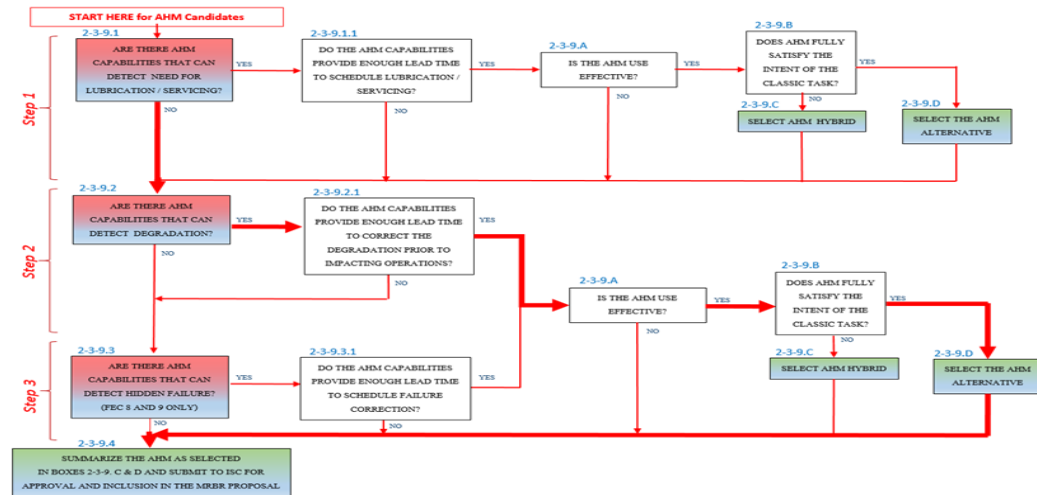 START HERE for AHM Candidates
Step 1
2-3-9.1
ARE THERE AHM
CAPABILITIES THAT CAN
DETECT NEED FOR
LUBRICATION / SERVICING?
YES
NO
2-3-9.1.1
DO THE AHM CAPABILITIES
PROVIDE ENOUGH LEAD TIME
TO SCHEDULE LUBRICATION /
SERVICING?
YES
NO
2-3-9.A
IS THE AHM USE
EFFECTIVE?
YES
NO
2-3-9.B
DOES AHM FULLY
SATISFY THE
INTENT OF THE
CLASSIC TASK?
YES
NO
2-3-9.C
SELECT AHM HYBRID
2-3-9.D
SELECT THE AHM
ALTERNATIVE
Step 2
2-3-9.2
ARE THERE AHM
CAPABILITIES THAT CAN
DETECT DEGRADATION?
YES
NO
2-3-9.2.1
DO THE AHM CAPABILITIES
PROVIDE ENOUGH LEAD TIME
TO CORRECT THE
DEGRADATION PRIOR TO
IMPACTING OPERATIONS?
YES
NO
2-3-9.A
IS THE AHM USE
EFFECTIVE?
YES
NO
2-3-9.B
DOES AHM FULLY
SATISFY THE
INTENT OF THE
CLASSIC TASK?
YES
NO
2-3-9.C
SELECT AHM HYBRID
2-3-9.D
SELECT THE AHM
ALTERNATIVE
Step 3
2-3-9.3
ARE THERE AHM
CAPABILITIES THAT CAN
DETECT HIDDEN FAILURE?
(FEC 8 AND 9 ONLY)
YES
NO
2-3-9.3.1
DO THE AHM CAPABILITIES
PROVIDE ENOUGH LEAD TIME
TO SCHEDULE FAILURE
CORRECTION?
YES
NO
2-3-9.4
SUMMARIZE THE AHM AS SELECTED
IN BOXES 2-3-9. C & D AND SUBMIT TO ISC FOR
APPROVAL AND INCLUSION IN THE MRBR PROPOSAL